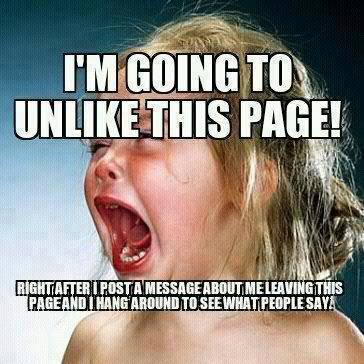 I'M GOING TO
UNLIKE THIS PAGE!
RIGHT AFTER I POST A MESSAGE ABOUT ME LEAVING THIS
PAGE AND I HANG AROUND TO SEE WHAT PEOPLE SAY.